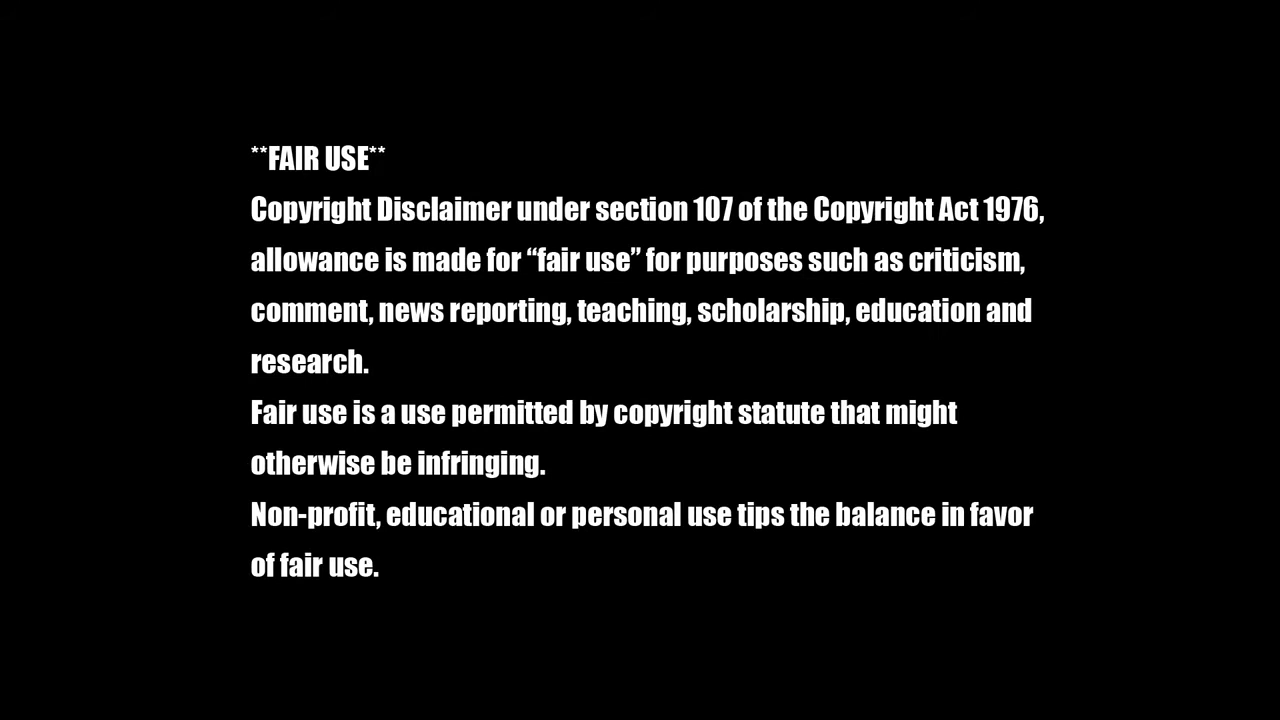 **FAIR USE**
Copyright Disclaimer under section 107 of the Copyright Act 1976,
allowance is made for “fair use” for purposes such as criticism,
comment, news reporting, teaching, scholarship, education and
research.
Fair use is a use permitted by copyright statute that might
otherwise be infringing.
Non-profit, educational or personal use tips the balance in favor
of fair use.